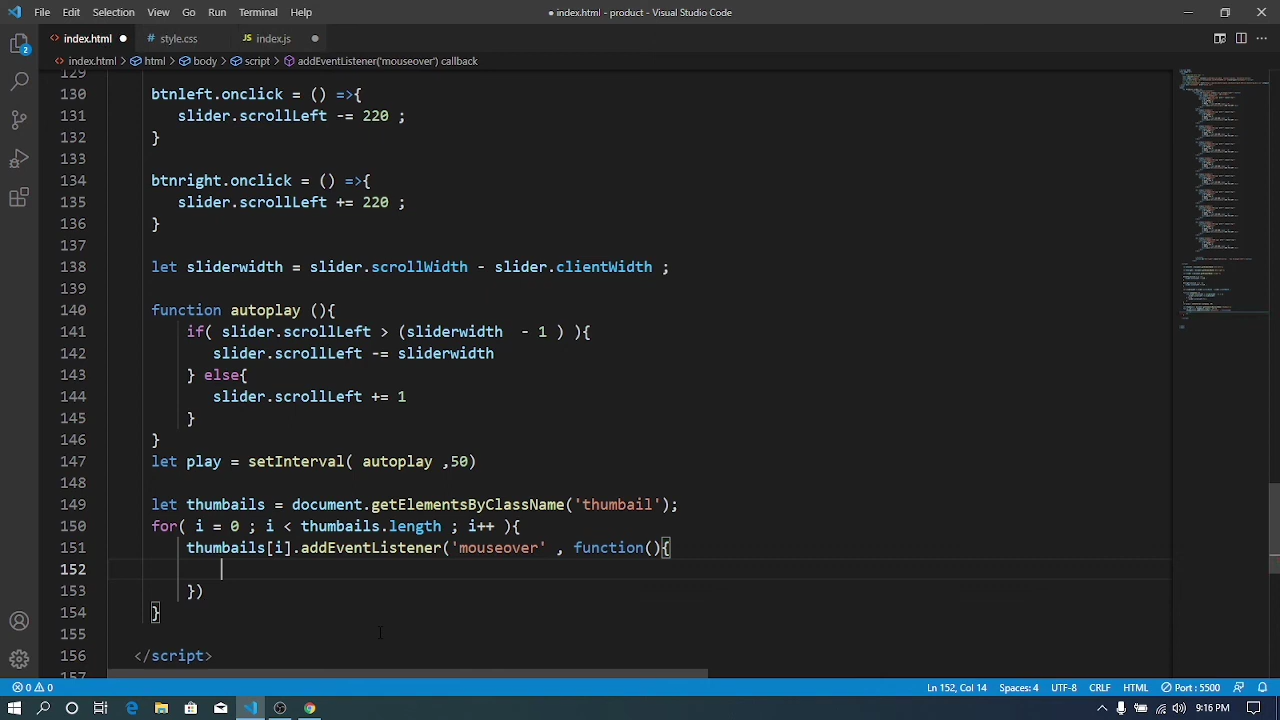 File Edit Selection View Go Run Terminal Help
● index.html - product - Visual Studio Code
index.html
style.css
JS index.js
index.html > html > body > script > addEventListener('mouseover') callback
129
130 btnleft.onclick = () =>{
131 slider.scrollLeft -= 220 ;
132 }
133
134 btnright.onclick = () =>{
135 slider.scrollLeft += 220 ;
136 }
137
138 let sliderwidth = slider.scrollWidth - slider.clientWidth ;
139
140 function autoplay (){
141 if( slider.scrollLeft > (sliderwidth - 1 ) ){
142 slider.scrollLeft -= sliderwidth
143 } else{
144 slider.scrollLeft += 1
145 }
146 }
147 let play = setInterval( autoplay ,50)
148
149 let thumbails = document.getElementsByClassName('thumbail');
150 for( i = 0 ; i < thumbails.length ; i++ ){
151 thumbails[i].addEventListener('mouseover' , function(){
152
153 })
154 }
155
156 </script>
157
2
0 0 Ln 152, Col 14 Spaces: 4 UTF-8 CRLF HTML Port : 5500
9:16 PM